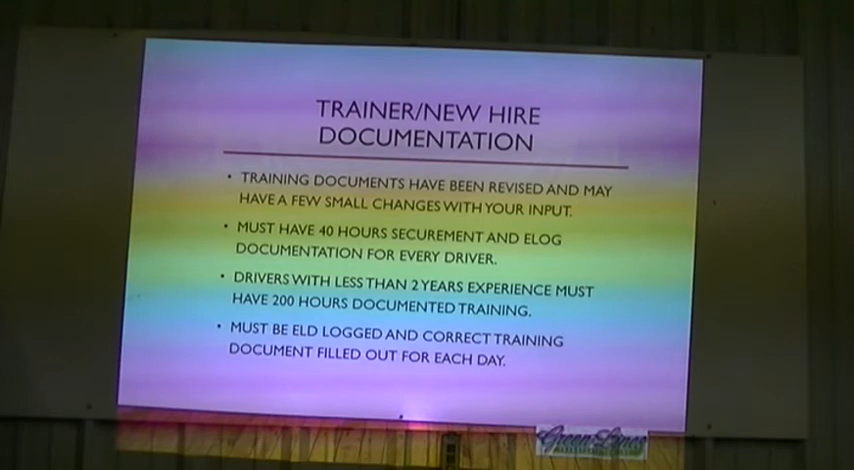 TRAINER/NEW HIRE
DOCUMENTATION
• TRAINING DOCUMENTS HAVE BEEN REVISED AND MAY
HAVE A FEW SMALL CHANGES WITH YOUR INPUT.
• MUST HAVE 40 HOURS SECUREMENT AND ELOG
DOCUMENTATION FOR EVERY DRIVER.
• DRIVERS WITH LESS THAN 2 YEARS EXPERIENCE MUST
HAVE 200 HOURS DOCUMENTED TRAINING.
• MUST BE ELD LOGGED AND CORRECT TRAINING
DOCUMENT FILLED OUT FOR EACH DAY.
Green Lines